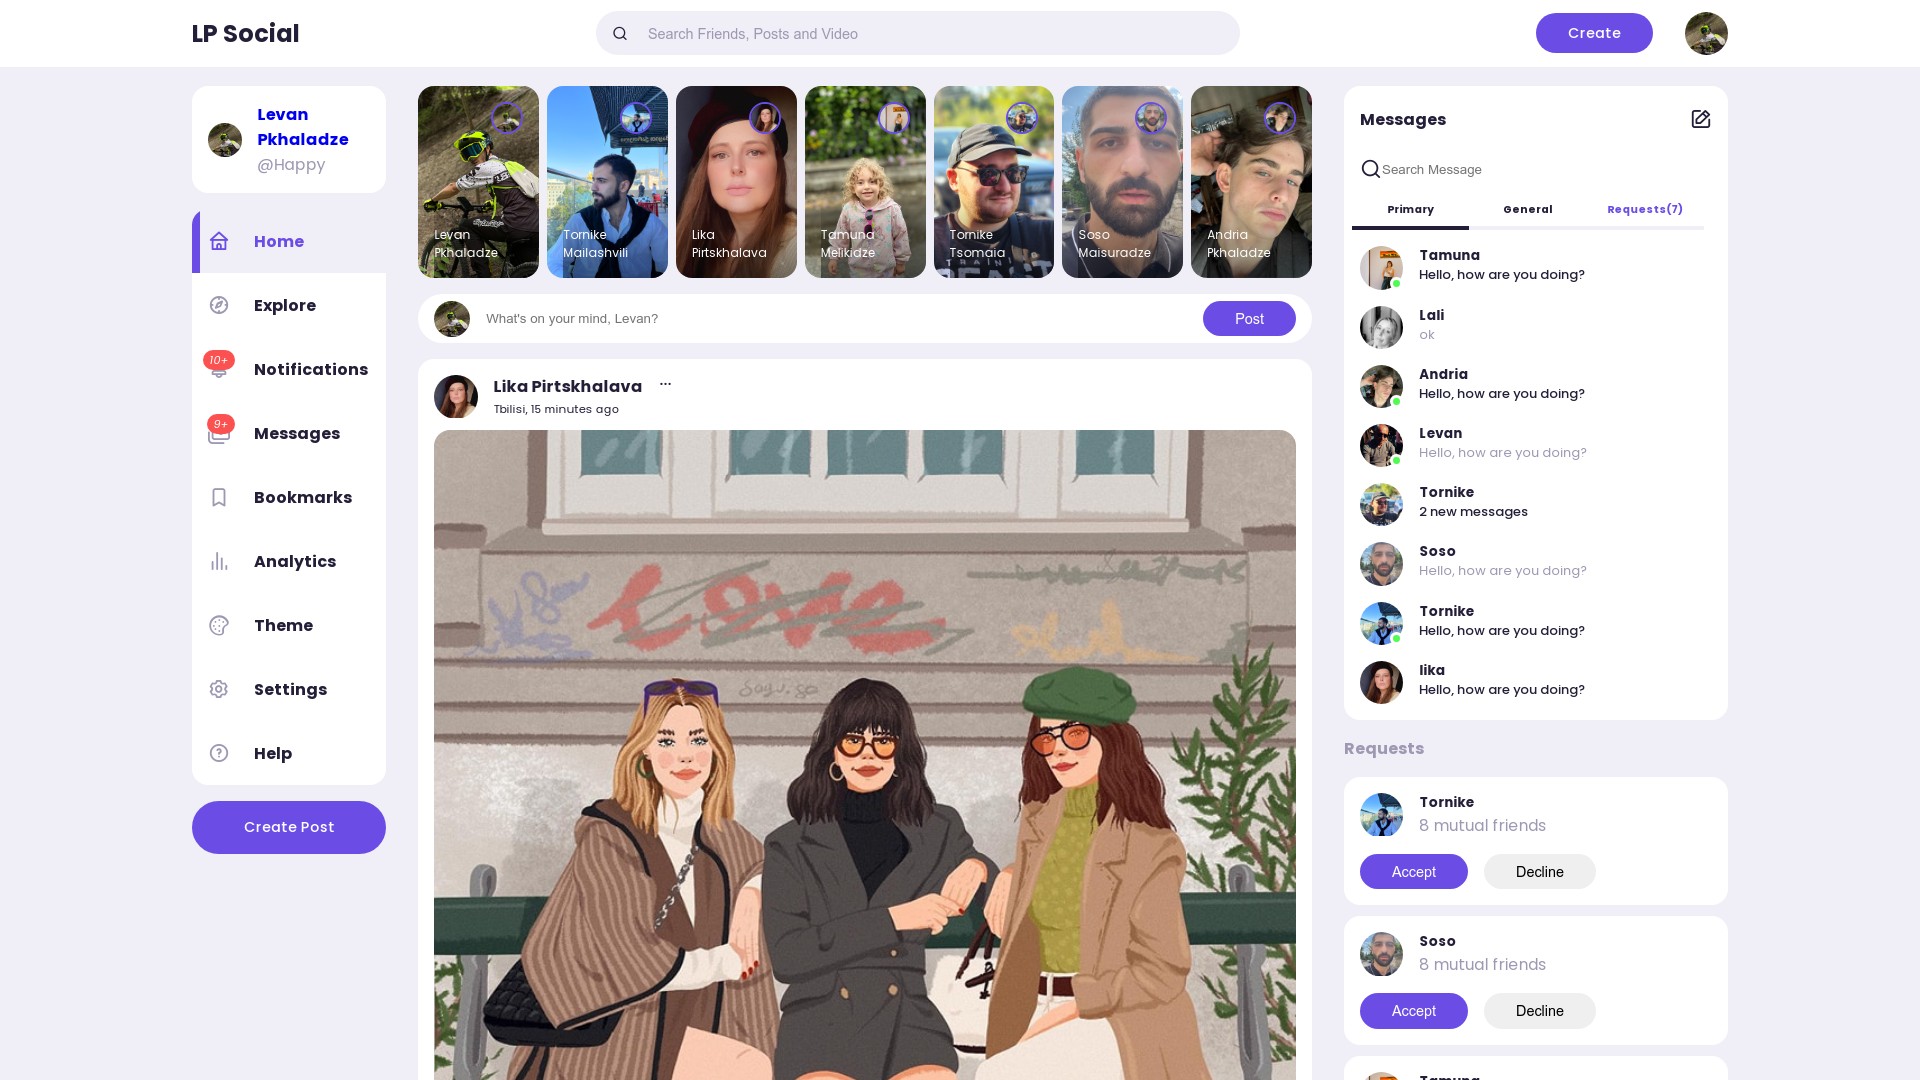 LP Social
Search Friends, Posts and Video
Create
Levan
Pkhaladze
@Happy
Home
Explore
10+
Notifications
9+
Messages
Bookmarks
Analytics
Theme
Settings
Help
Create Post
Levan
Pkhaladze
Tornike
Mailashvili
Lika
Pirtskhalava
Tamuna
Melikidze
Tornike
Tsomaia
Soso
Maisuradze
Andria
Pkhaladze
What's on your mind, Levan?
Post
Lika Pirtskhalava
...
Tbilisi, 15 minutes ago
Love
Messages
Search Message
Primary
General
Requests(7)
Tamuna
Hello, how are you doing?
Lali
ok
Andria
Hello, how are you doing?
Levan
Hello, how are you doing?
Tornike
2 new messages
Soso
Hello, how are you doing?
Tornike
Hello, how are you doing?
lika
Hello, how are you doing?
Requests
Tornike
8 mutual friends
Accept
Decline
Soso
8 mutual friends
Accept
Decline
Tamuna